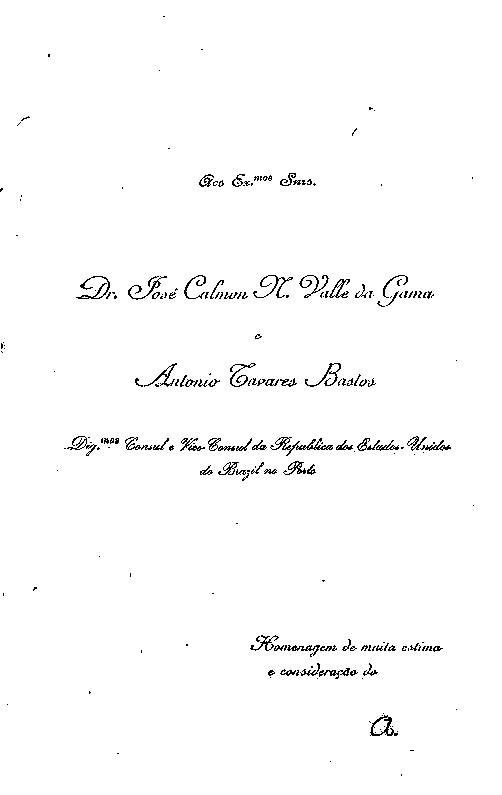 Aos Ex.mos Snrs.
Dr. José Calmon N. Valle da Gama
e
Antonio Tavares Bastos
Dig.mos Consul e Vice-Consul da Republica dos Estados-Unidos
do Brazil no Porto
Homenagem de muita estima
e consideração do
A.